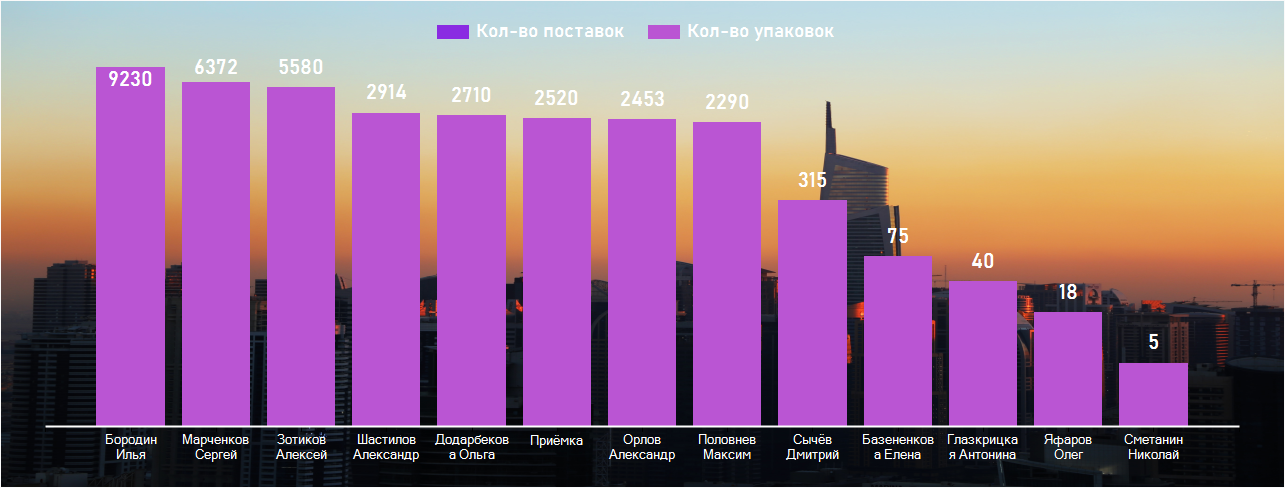 Кол-во поставок Кол-во упаковок
9230
6372
5580
2914
2710
2520
2453
2290
315
75
40
18
5
Бородин
Илья
Марченков
Сергей
Зотиков
Алексей
Шастилов
Александр
Додарбеков
а Ольга
Приёмка
Орлов
Александр
Половнев
Максим
Сычёв
Дмитрий
Базененков
а Елена
Глазкрицка
я Антонина
Яфаров
Олег
Сметанин
Николай